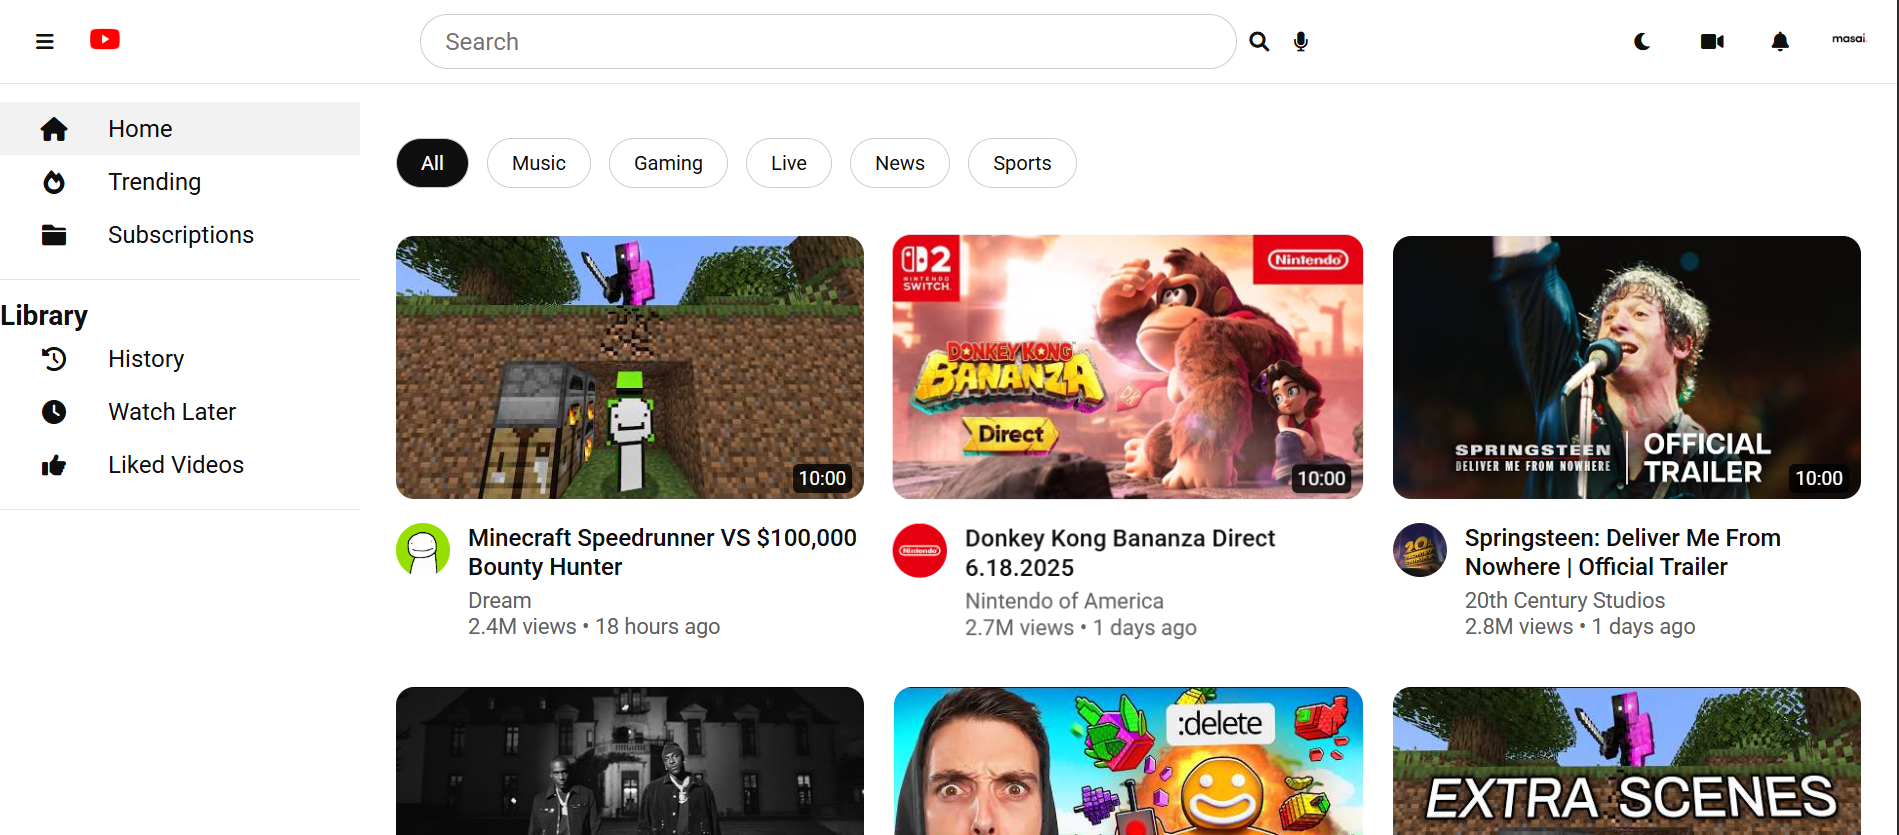 Search
masai.
Home
Trending
Subscriptions
Library
History
Watch Later
Liked Videos
All
Music
Gaming
Live
News
Sports
10:00
Minecraft Speedrunner VS $100,000
Bounty Hunter
Dream
2.4M views • 18 hours ago
2
NINTENDO
SWITCH.
Nintendo
DONKEY KONG
BANANZA
Direct
10:00
Nintendo
Donkey Kong Bananza Direct
6.18.2025
Nintendo of America
2.7M views • 1 days ago
SPRINGSTEEN
DELIVER ME FROM NOWHERE
OFFICIAL
TRAILER
10:00
Springsteen: Deliver Me From
Nowhere | Official Trailer
20th Century Studios
2.8M views • 1 days ago
:delete
EXTRA SCENES